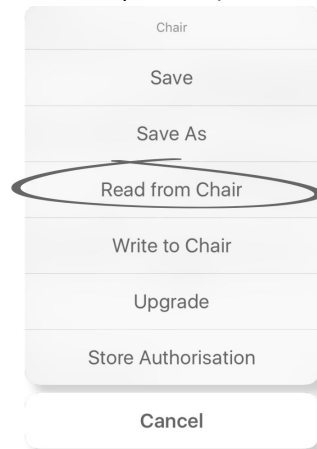 Chair
Save
Save As
Read from Chair
Write to Chair
Upgrade
Store Authorisation
Cancel